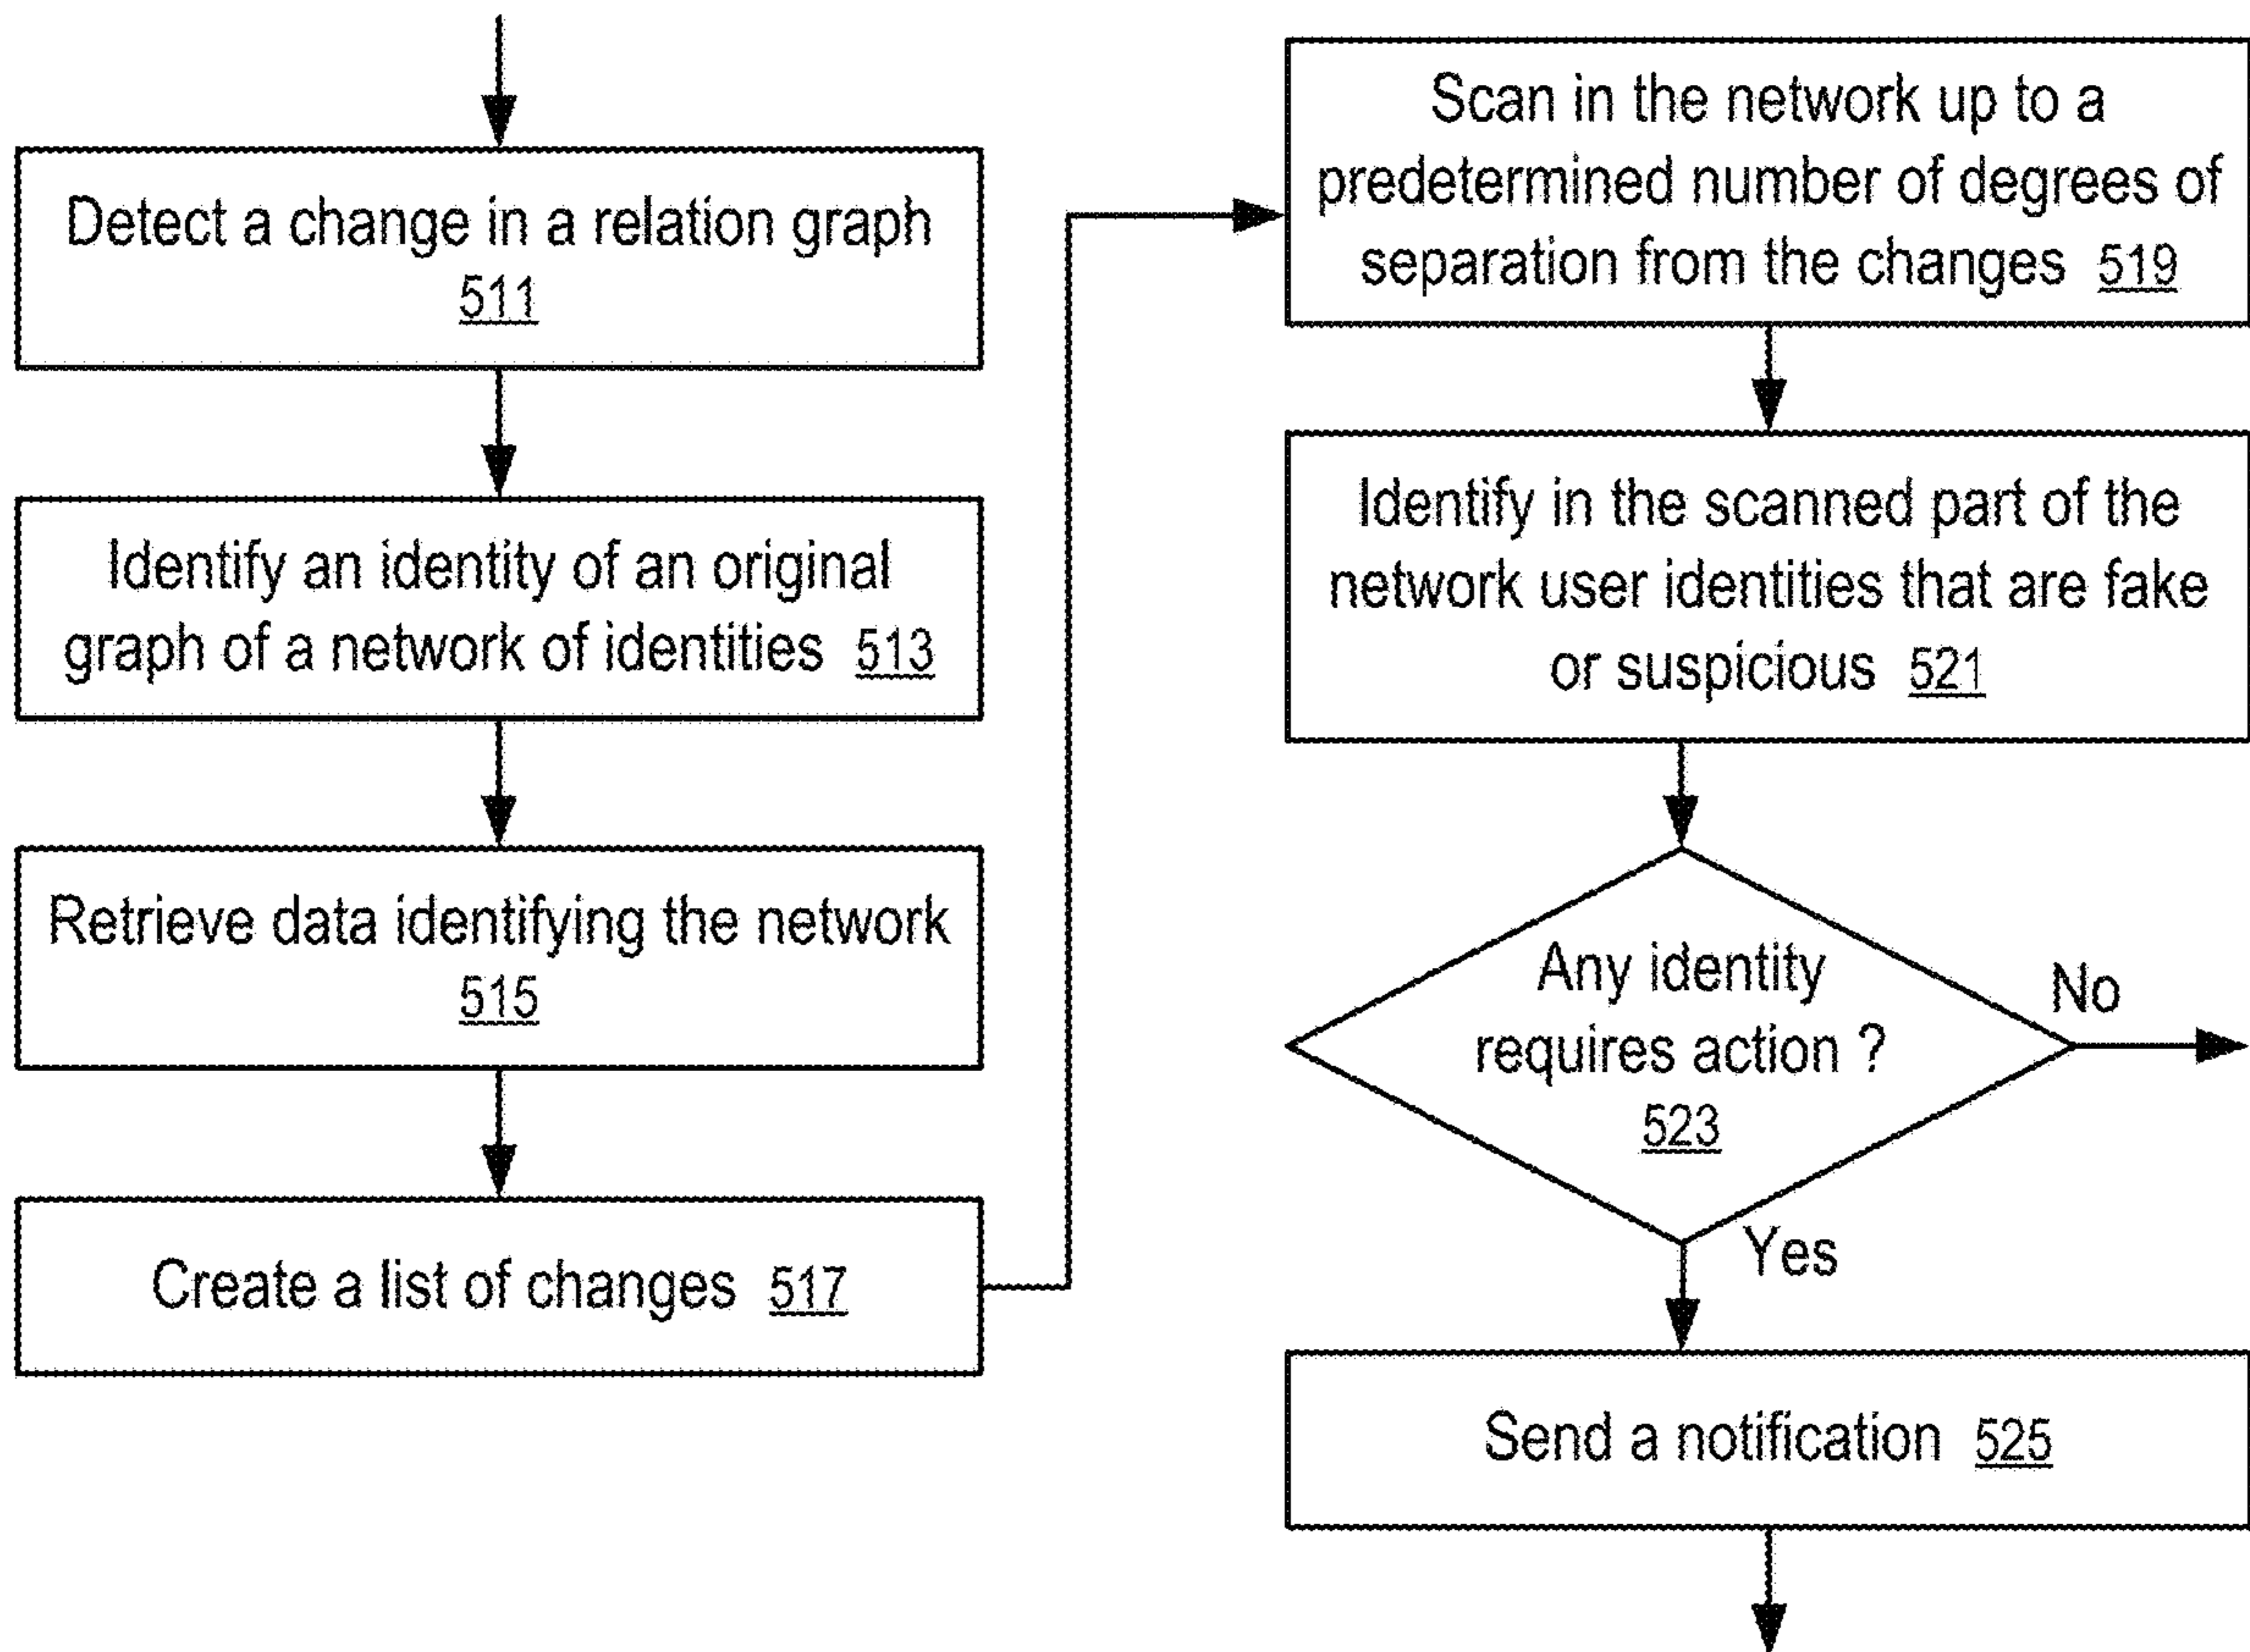 Detect a change in a relation graph
511
Identify an identity of an original
graph of a network of identities 513
Retrieve data identifying the network
515
Create a list of changes 517
Scan in the network up to a
predetermined number of degrees of
separation from the changes 519
Identify in the scanned part of the
network user identities that are fake
or suspicious 521
Any identity
requires action ?
523
No
Yes
Send a notification 525